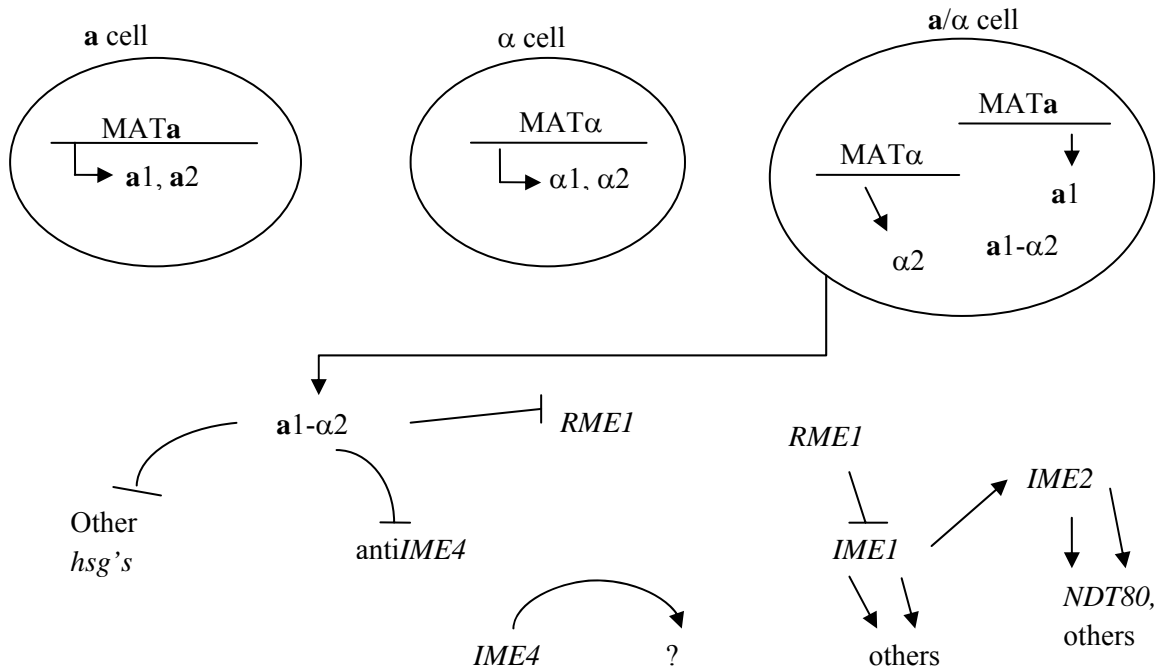 a cell
α cell
a/α cell
MATa
a1, a2
MATα
α1, α2
MATa
MATα
a1
α2
a1-α2
a1-α2
RME1
RME1
Other
hsg's
antiIME4
IME1
IME2
IME4
?
others
NDT80,
others